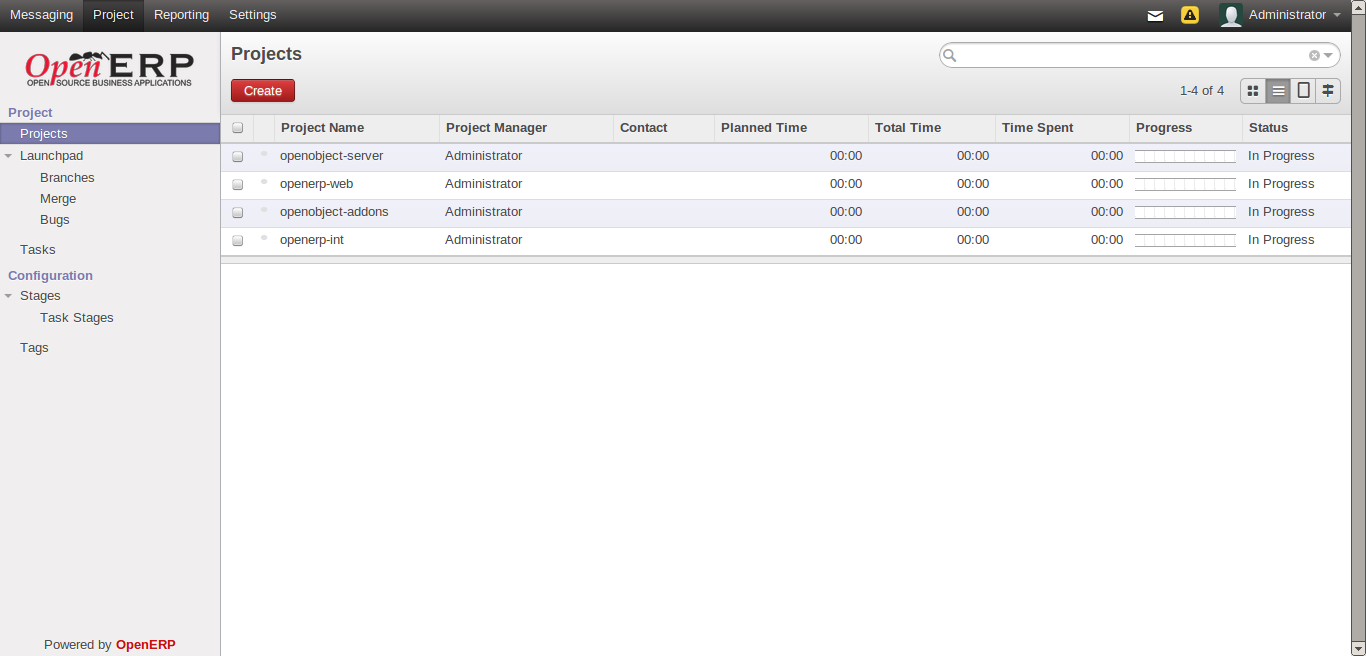 Messaging Project Reporting Settings Administrator
OpenERP
OPEN SOURCE BUSINESS APPLICATIONS
Project
Projects
Launchpad
Branches
Merge
Bugs
Tasks
Configuration
Stages
Task Stages
Tags
Powered by OpenERP
Projects
Create 1-4 of 4
Project Name Project Manager Contact Planned Time Total Time Time Spent Progress Status
openobject-server Administrator 00:00 00:00 00:00 In Progress
openerp-web Administrator 00:00 00:00 00:00 In Progress
openobject-addons Administrator 00:00 00:00 00:00 In Progress
openerp-int Administrator 00:00 00:00 00:00 In Progress